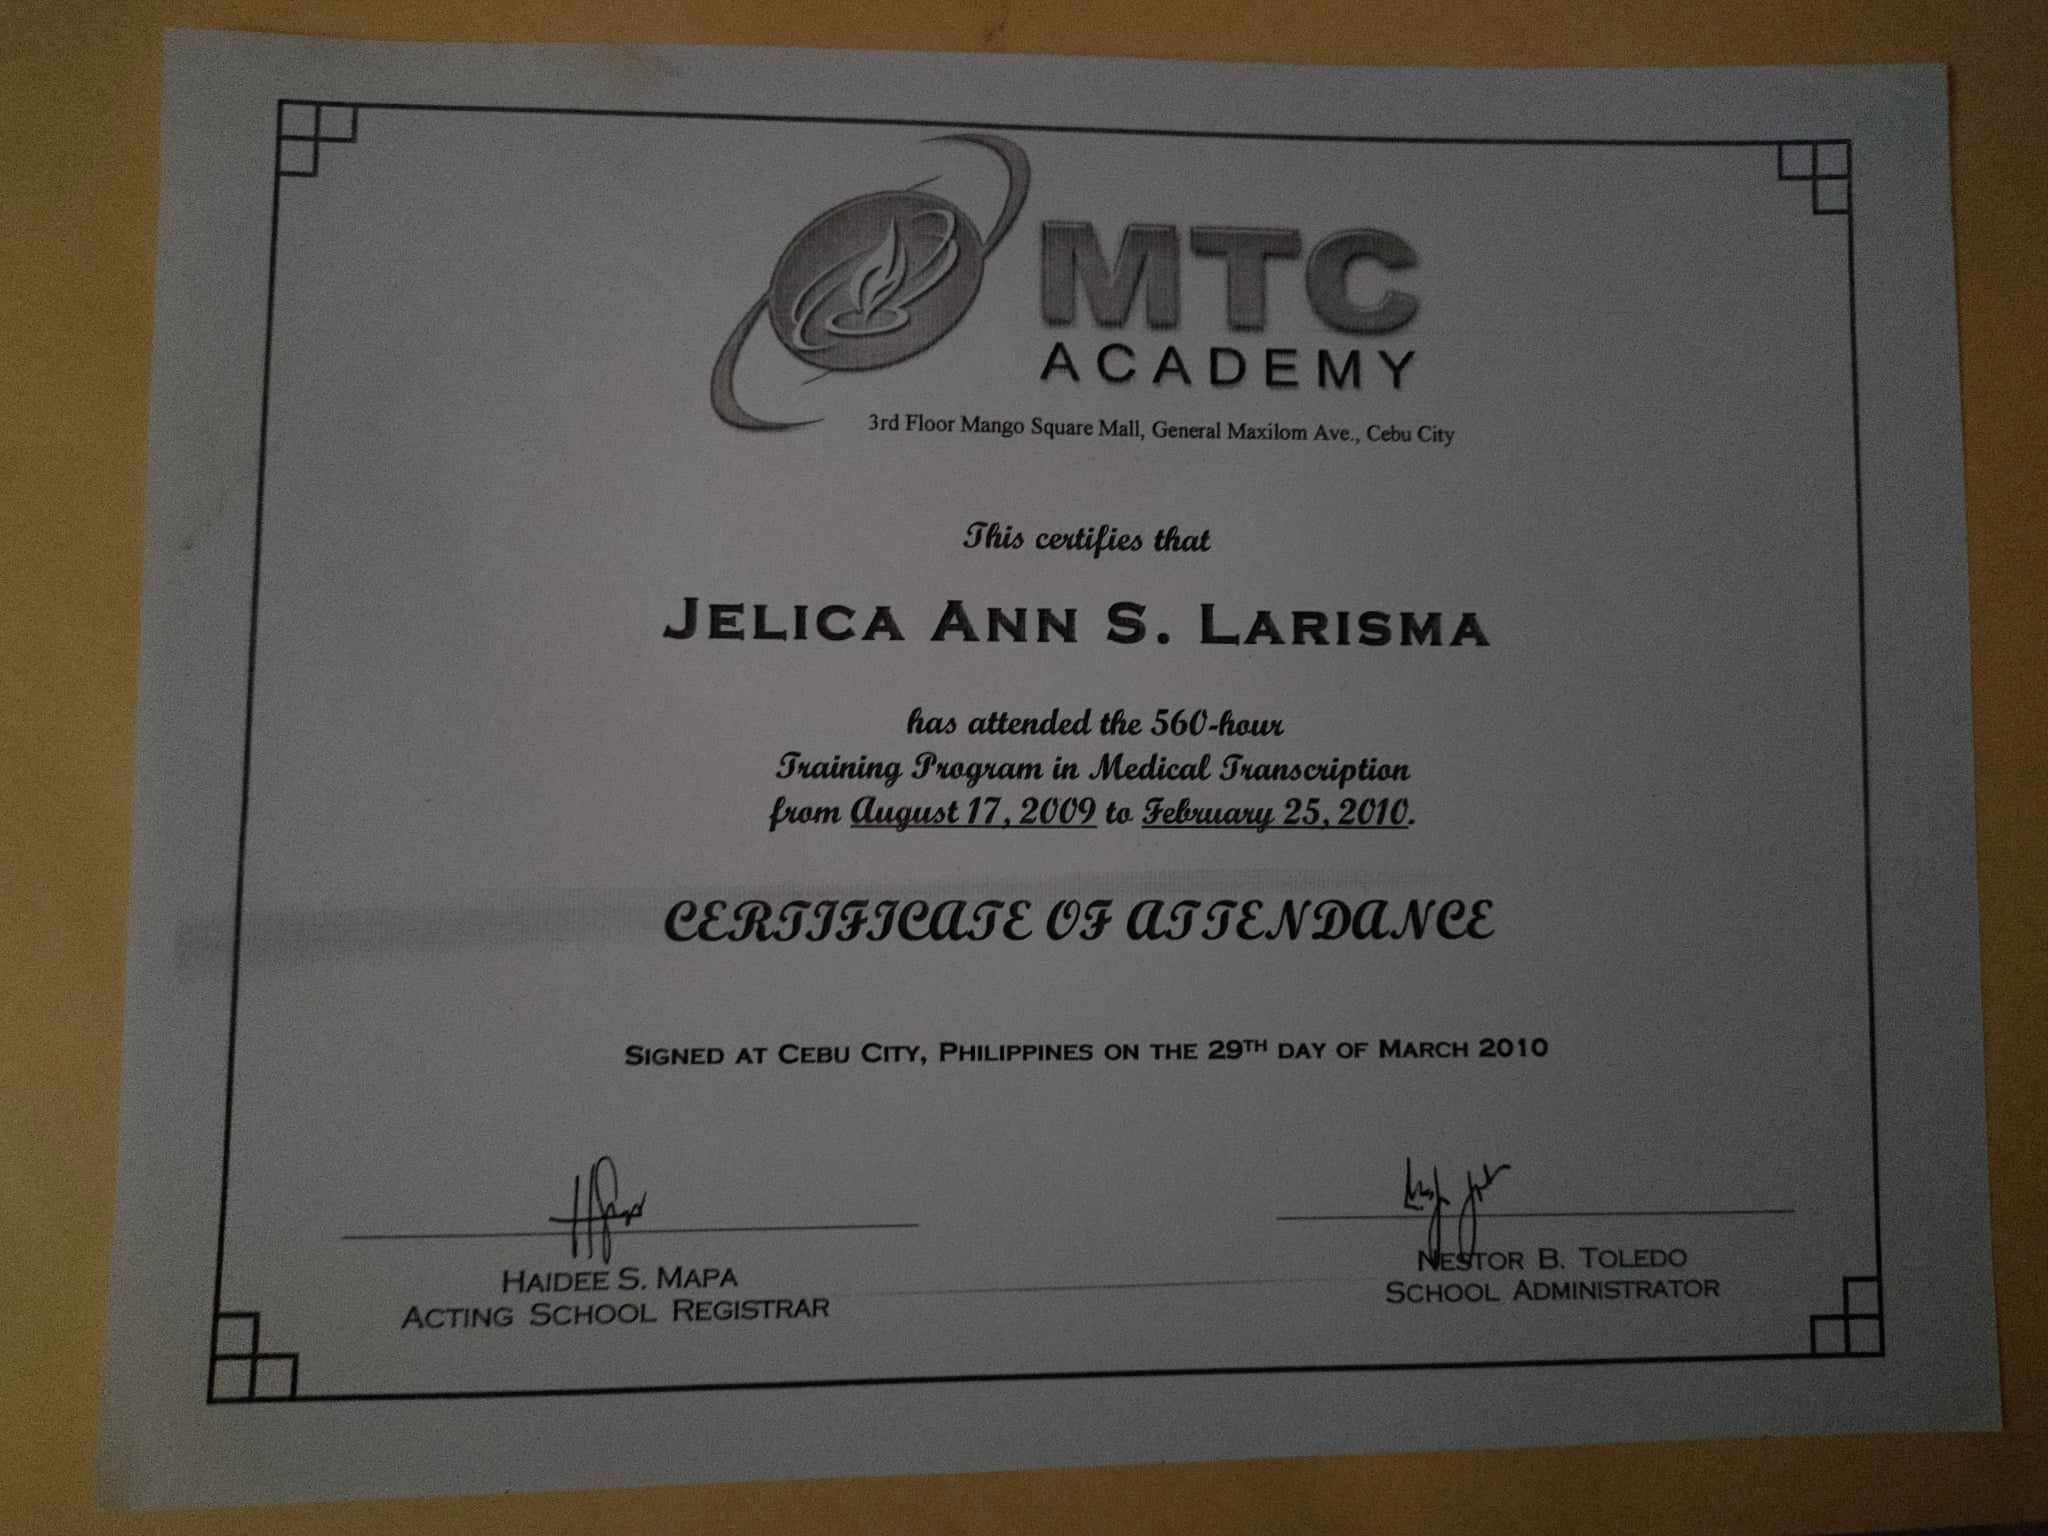 MTC
ACADEMY
3rd Floor Mango Square Mall, General Maxilom Ave., Cebu City
This certifies that
JELICA ANN S. LARISMA
has attended the 560-hour
Training Program in Medical Transcription
from August 17, 2009 to February 25, 2010.
CERTIFICATE OF ATTENDANCE
SIGNED AT CEBU CITY, PHILIPPINES ON THE 29TH DAY OF MARCH 2010
HAIDEE S. MAPA
ACTING SCHOOL REGISTRAR
NESTOR B. TOLEDO
SCHOOL ADMINISTRATOR